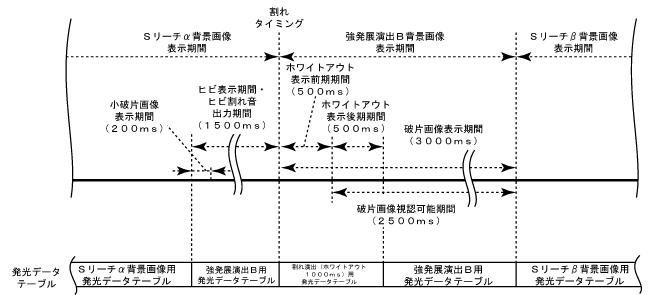 割れ
タイミング
Ｓリーチα背景画像
表示期間
強発展演出Ｂ背景画像
表示期間
Ｓリーチβ背景画像
表示期間
ホワイトアウト
表示前期期間
（５００ｍｓ）
ヒビ表示期間・
ヒビ割れ音
出力期間
（１５００ｍｓ）
小破片画像
表示期間
（２００ｍｓ）
ホワイトアウト
表示後期期間
（５００ｍｓ）
破片画像表示期間
（３０００ｍｓ）
破片画像視認可能期間
（２５００ｍｓ）
発光データ
テーブル
Ｓリーチα背景画像用
発光データテーブル
強発展演出Ｂ用
発光データテーブル
割れ演出（ホワイトアウト
１０００ｍｓ）用
発光データテーブル
強発展演出Ｂ用
発光データテーブル
Ｓリーチβ背景画像用
発光データテーブル